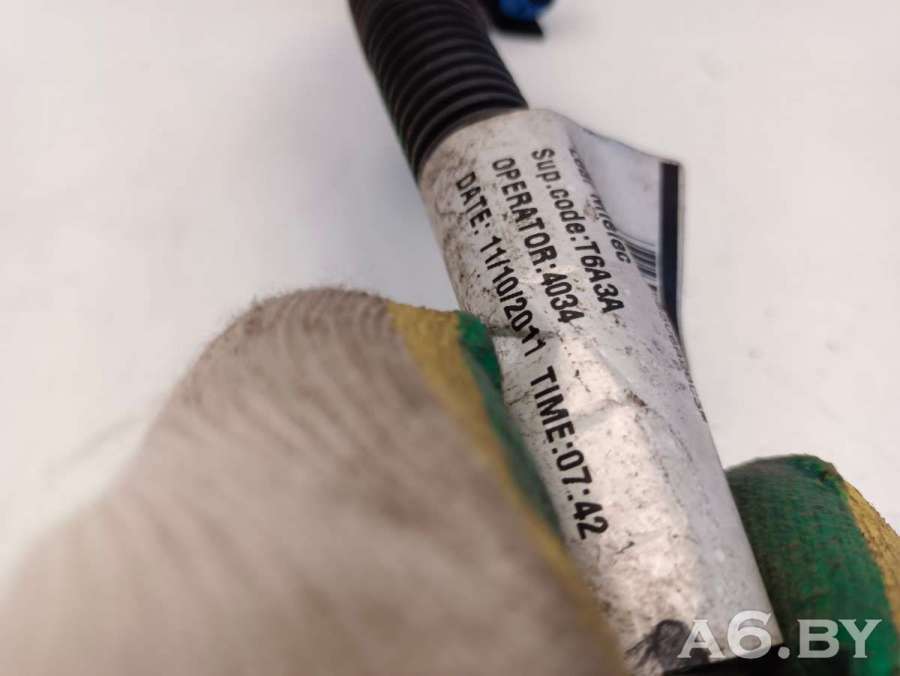 Sup.code:T6A3A
OPERATOR:4034
DATE: 11/10/2011 TIME:07:42
A6.BY